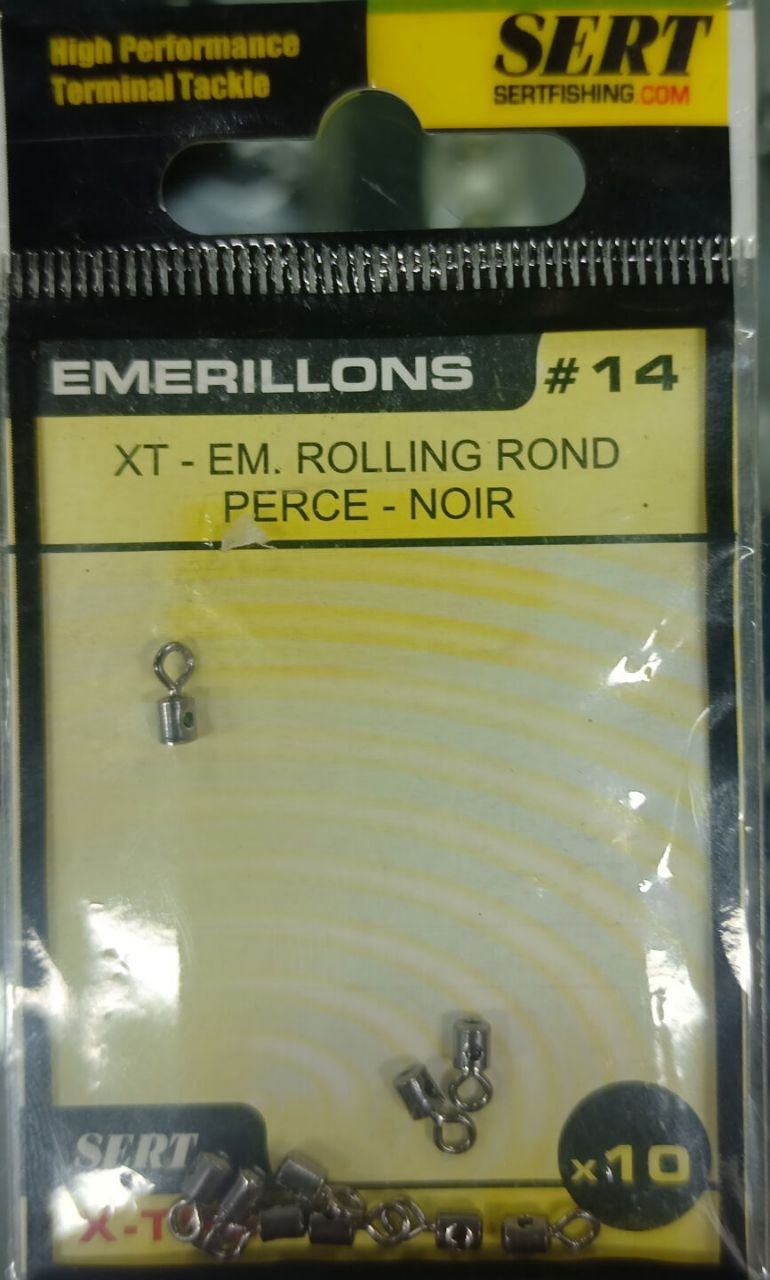 High Performance
Terminal Tackle
SERT
SERTFISHING.COM
EMERILLONS #14
XT - EM. ROLLING ROND
PERCE - NOIR
SERT
x10